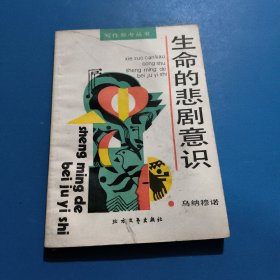 写作参考丛书
xie zuo can kao
cong shu
sheng ming de
bei ju yi shi
生命的悲剧意识
sheng ming de
bei ju yi shi
乌纳穆诺
北方文艺出版社